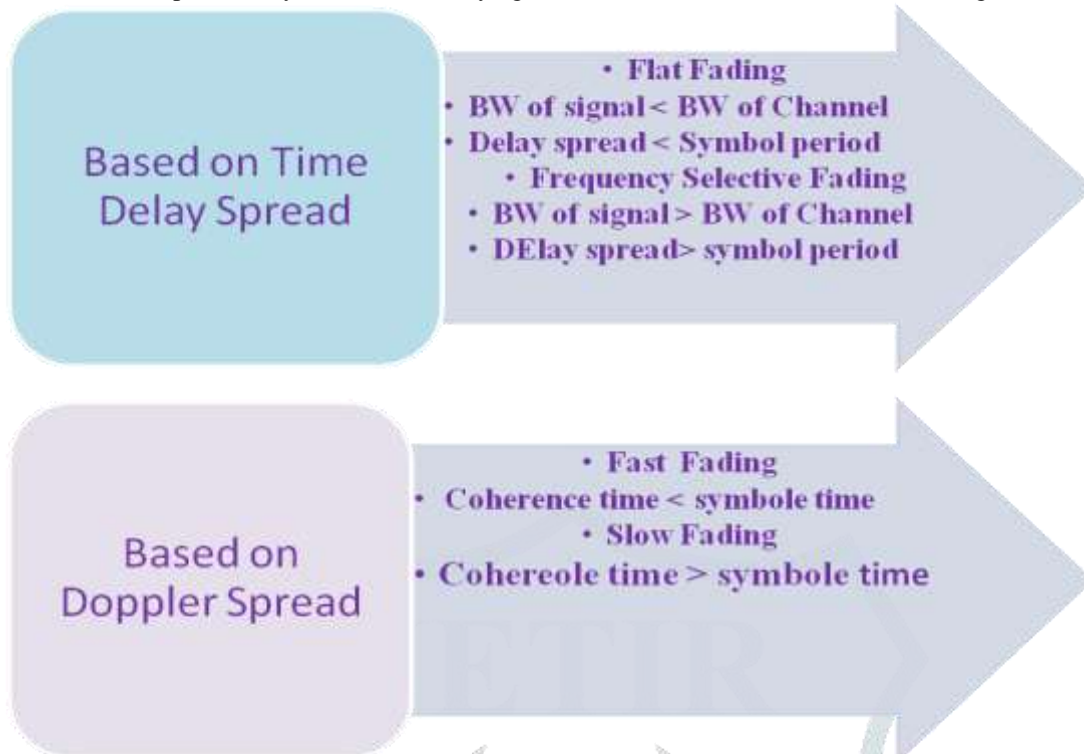 Based on Time
Delay Spread
• Flat Fading
• BW of signal < BW of Channel
• Delay spread < Symbol period
• Frequency Selective Fading
• BW of signal > BW of Channel
• DElay spread> symbol period
Based on
Doppler Spread
• Fast Fading
• Coherence time < symbole time
• Slow Fading
• Cohereole time > symbole time
ETIR